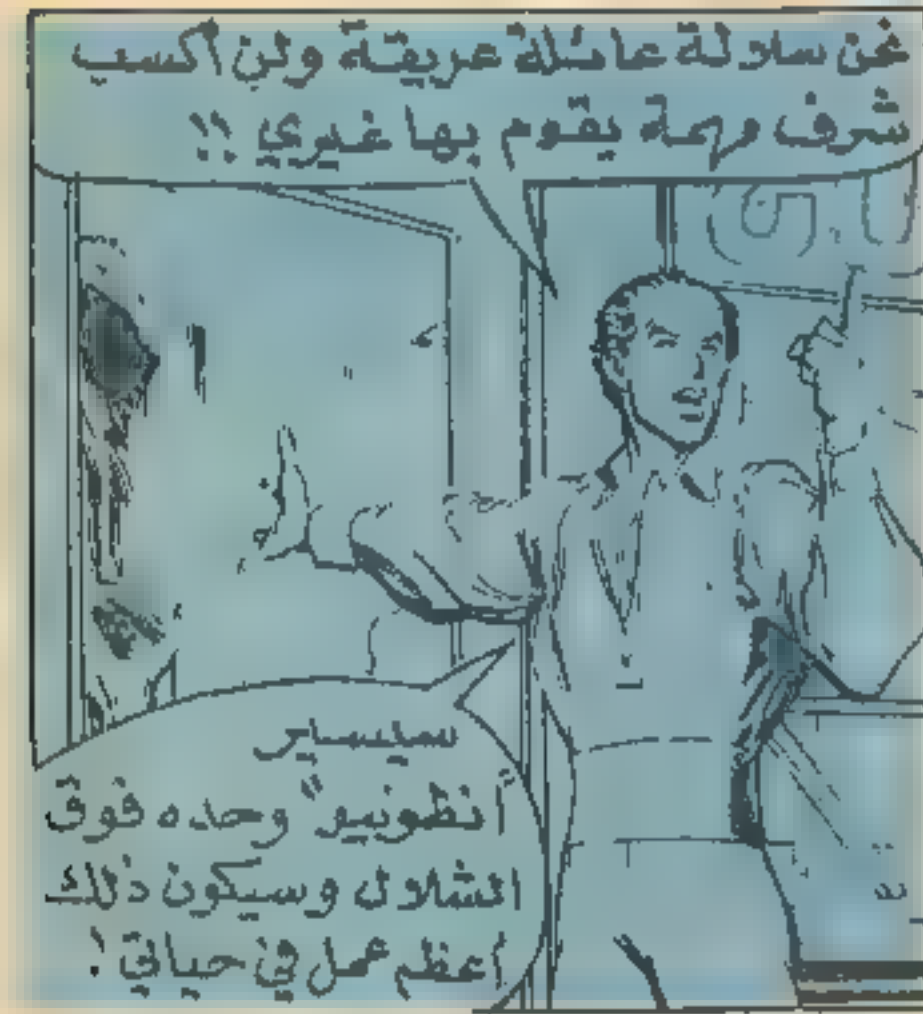 نحن سلالة عائلة عريقة ولن أكسب
شرف مهمة يقوم بها غيري !!
سيسير
أنطونيو" وحده فوق
الشلال وسيكون ذلك
أعظم عمل في حياتي !